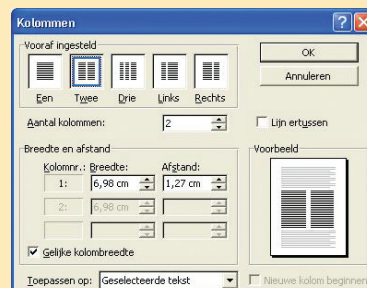 Kolommen
Vooraf ingesteld
Een Twee Drie Links Rechts
OK
Annuleren
Aantal kolommen: 2
Lijn ertussen
Breedte en afstand
Kolomnr.: Breedte: Afstand:
1: 6,98 cm 1,27 cm
2: 6,98 cm
Gelijke kolombreedte
Voorbeeld
Toepassen op: Geselecteerde tekst
Nieuwe kolom beginnen